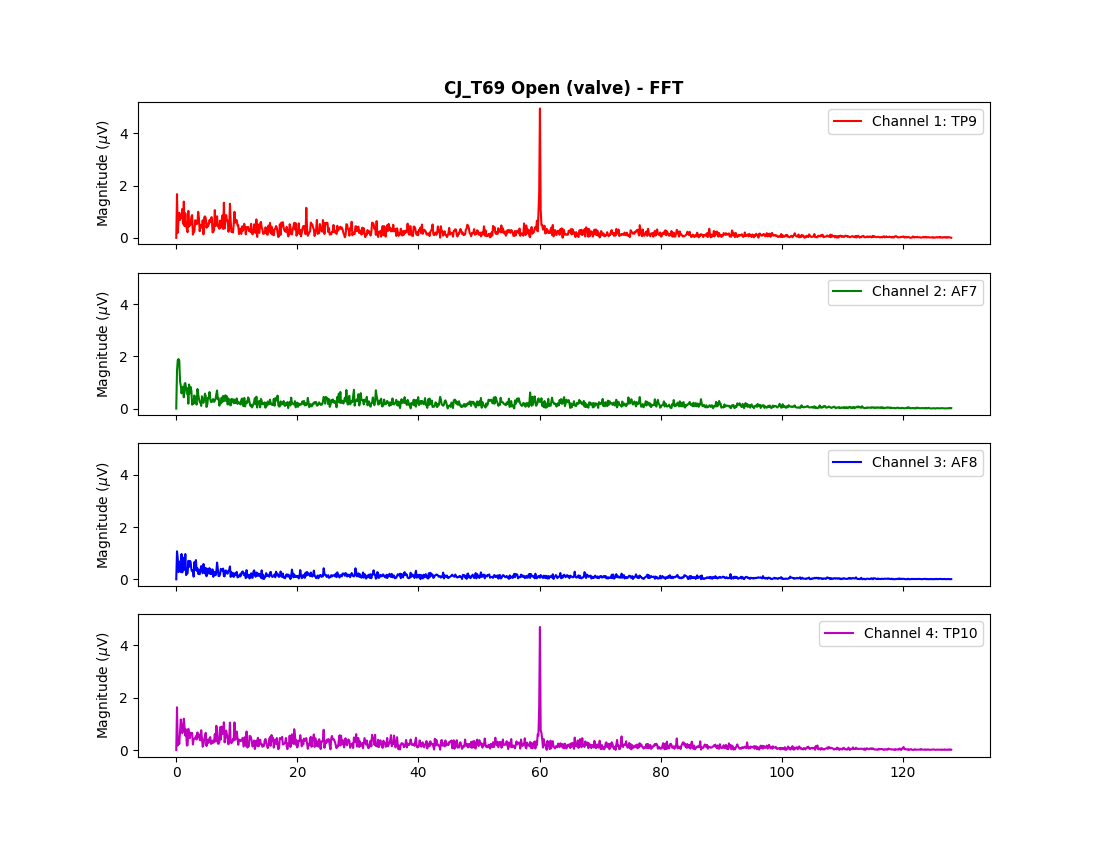 CJ_T69 Open (valve) - FFT
Magnitude (μV)
4
2
0
Channel 1: TP9
Magnitude (μV)
4
2
0
Channel 2: AF7
Magnitude (μV)
4
2
0
Channel 3: AF8
Magnitude (μV)
4
2
0
Channel 4: TP10
0 20 40 60 80 100 120